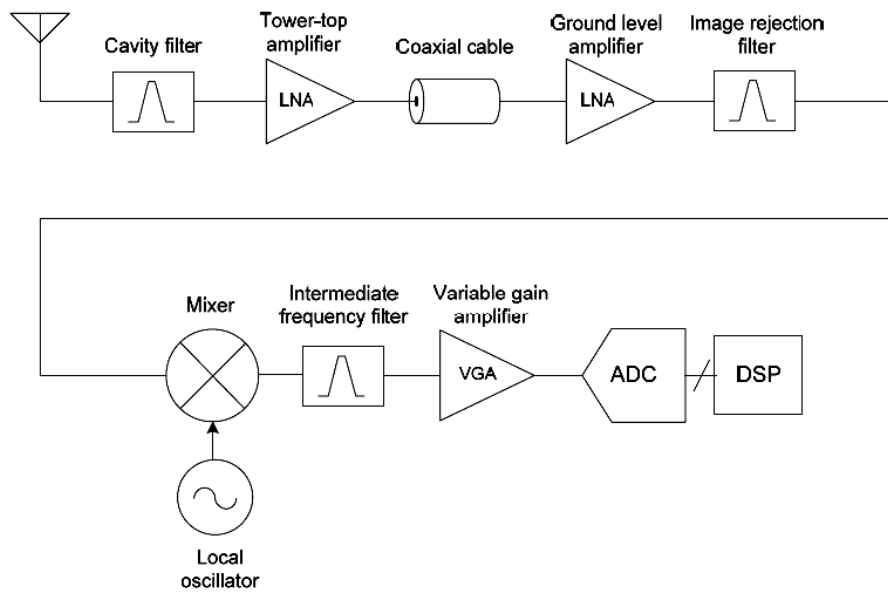 Cavity filter
Tower-top
amplifier
LNA
Coaxial cable
Ground level
amplifier
LNA
Image rejection
filter
Mixer
Intermediate
frequency filter
Variable gain
amplifier
VGA
ADC
DSP
Local
oscillator